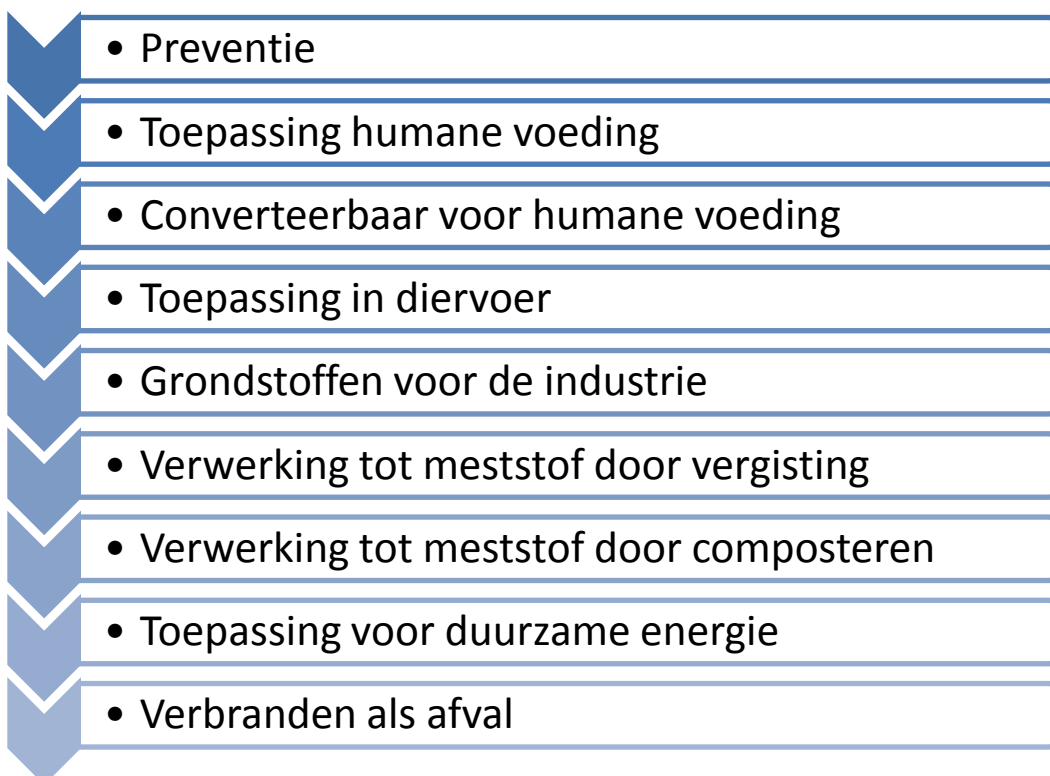 • Preventie
• Toepassing humane voeding
• Converteerbaar voor humane voeding
• Toepassing in diervoer
• Grondstoffen voor de industrie
• Verwerking tot meststof door vergisting
• Verwerking tot meststof door composteren
• Toepassing voor duurzame energie
• Verbranden als afval